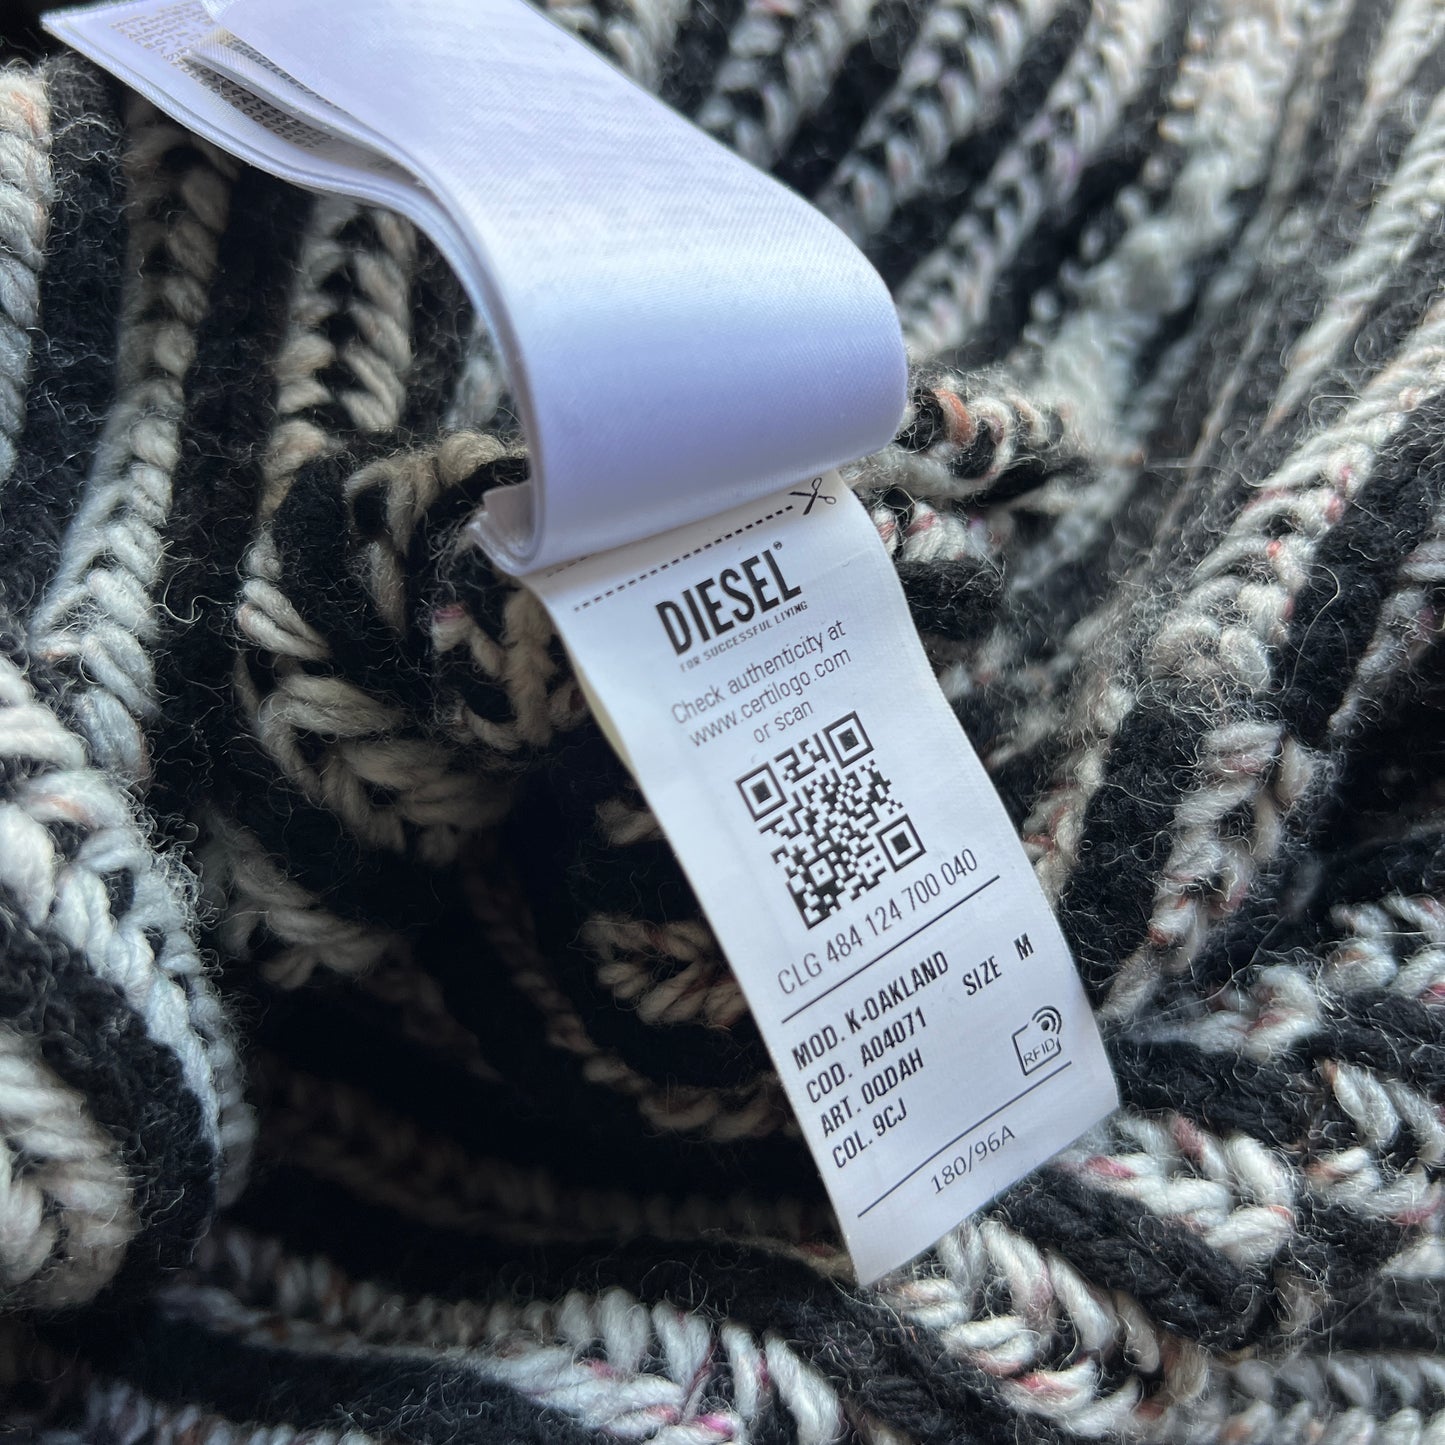 DIESEL®
FOR SUCCESSFUL LIVING
Check authenticity at
www.certilogo.com
or scan
CLG 484 124 700 040
MOD. K-OAKLAND SIZE M
COD. A04071
ART. 0QDAH
COL. 9CJ
RFID
180/96A